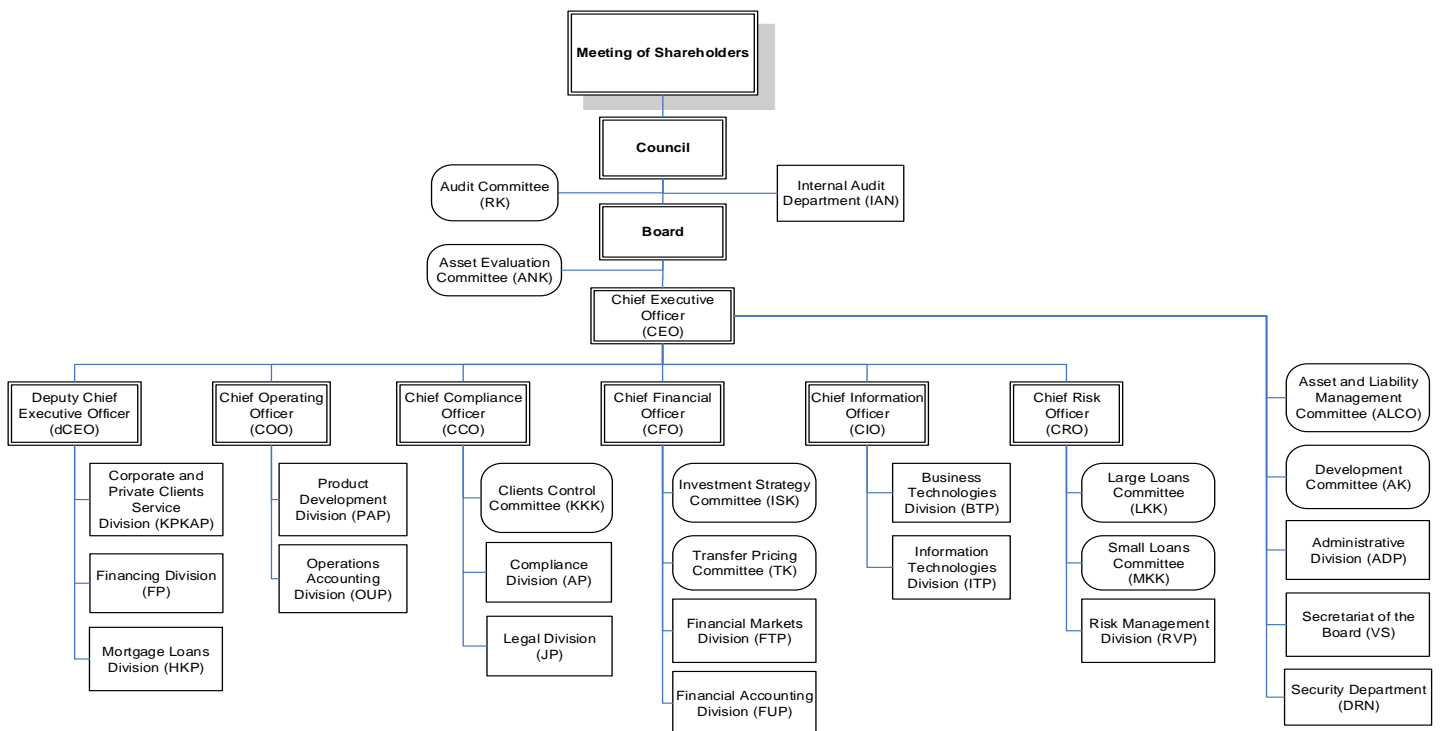 Meeting of Shareholders
Council
Audit Committee
(RK)
Internal Audit
Department (IAN)
Board
Asset Evaluation
Committee (ANK)
Chief Executive
Officer
(CEO)
Deputy Chief
Executive Officer
(dCEO)
Chief Operating
Officer
(COO)
Chief Compliance
Officer
(CCO)
Chief Financial
Officer
(CFO)
Chief Information
Officer
(CIO)
Chief Risk
Officer
(CRO)
Asset and Liability
Management
Committee (ALCO)
Corporate and
Private Clients
Service
Division (KPKAP)
Financing Division
(FP)
Mortgage Loans
Division (HKP)
Product
Development
Division (PAP)
Operations
Accounting
Division (OUP)
Clients Control
Committee (KKK)
Compliance
Division (AP)
Legal Division
(JP)
Investment Strategy
Committee (ISK)
Transfer Pricing
Committee (TK)
Financial Markets
Division (FTP)
Financial Accounting
Division (FUP)
Business
Technologies
Division (BTP)
Information
Technologies
Division (ITP)
Large Loans
Committee
(LKK)
Small Loans
Committee
(MKK)
Risk Management
Division (RVP)
Development
Committee (AK)
Administrative
Division (ADP)
Secretariat of the
Board (VS)
Security Department
(DRN)